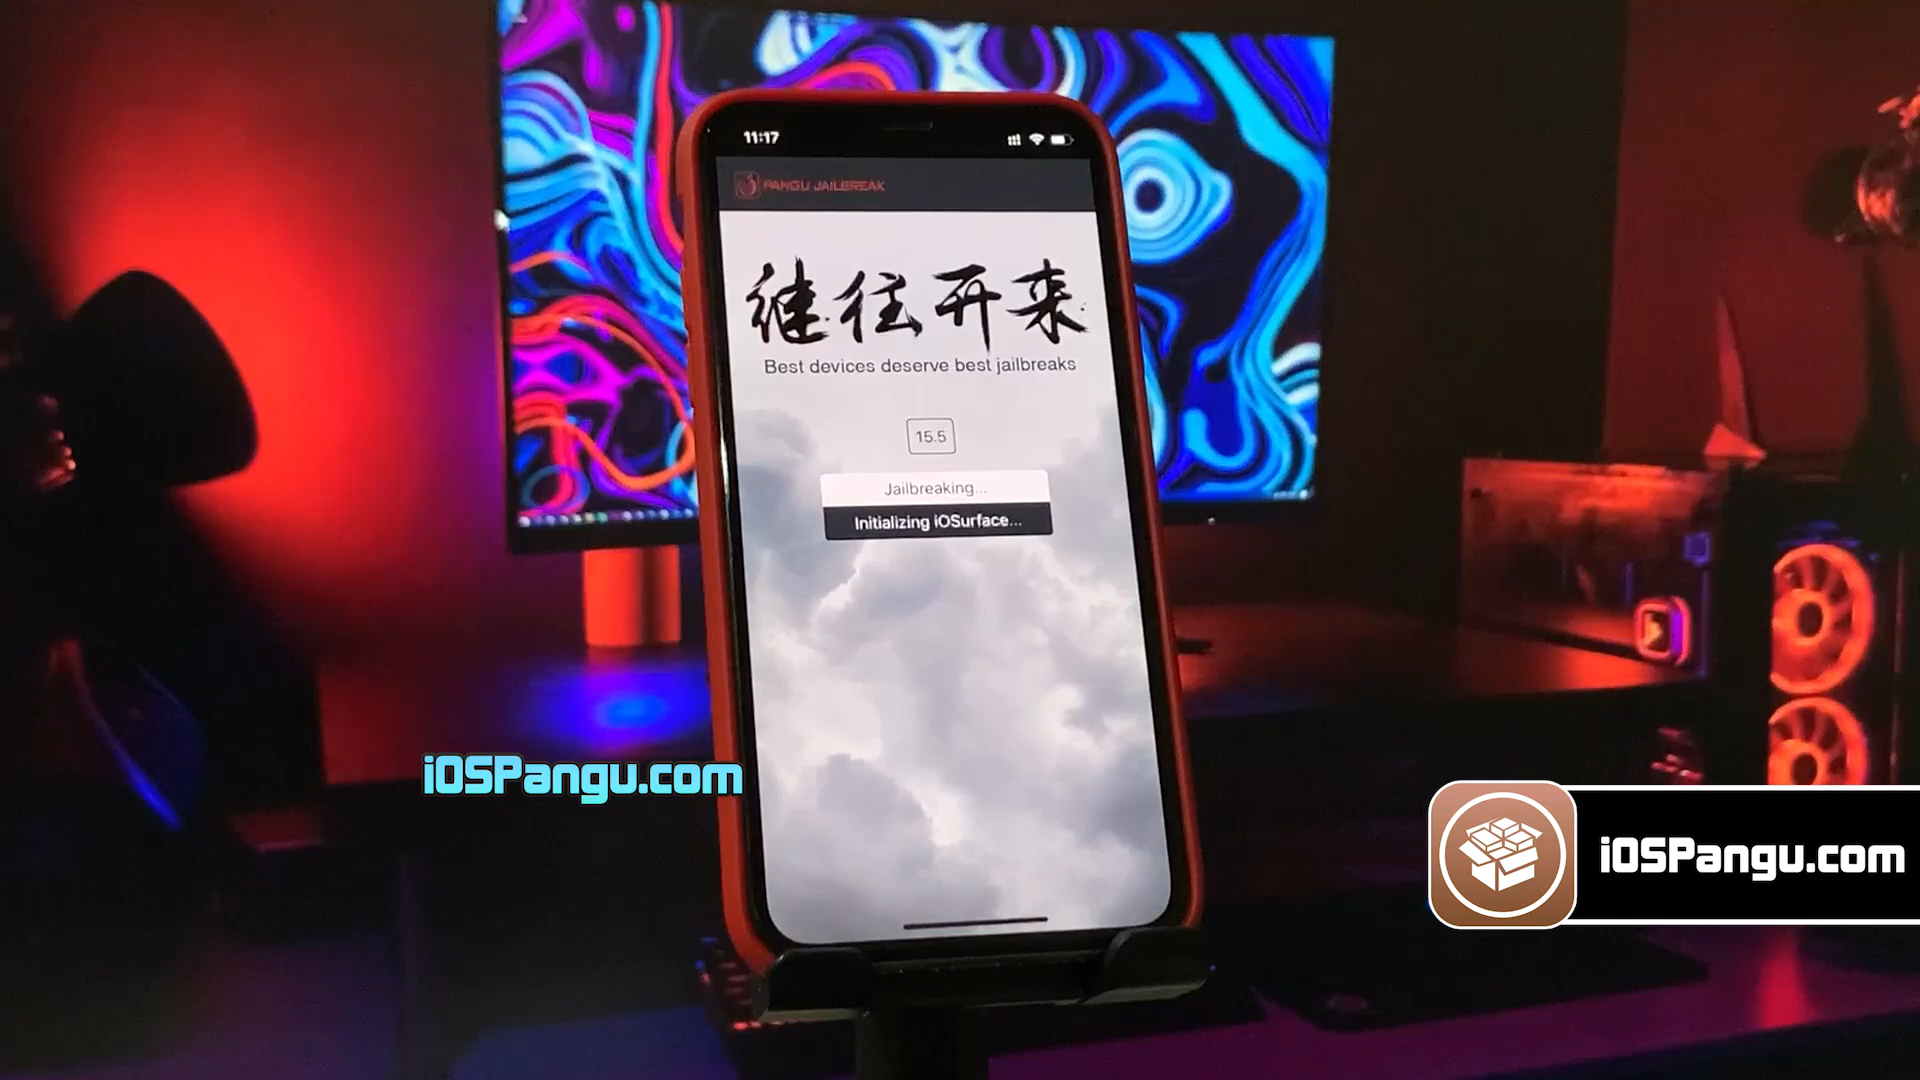 11:17
PANGU JAILBREAK
继往开来
Best devices deserve best jailbreaks
15.5
Jailbreaking...
Initializing iOSurface...
iOSPangu.com
iOSPangu.com